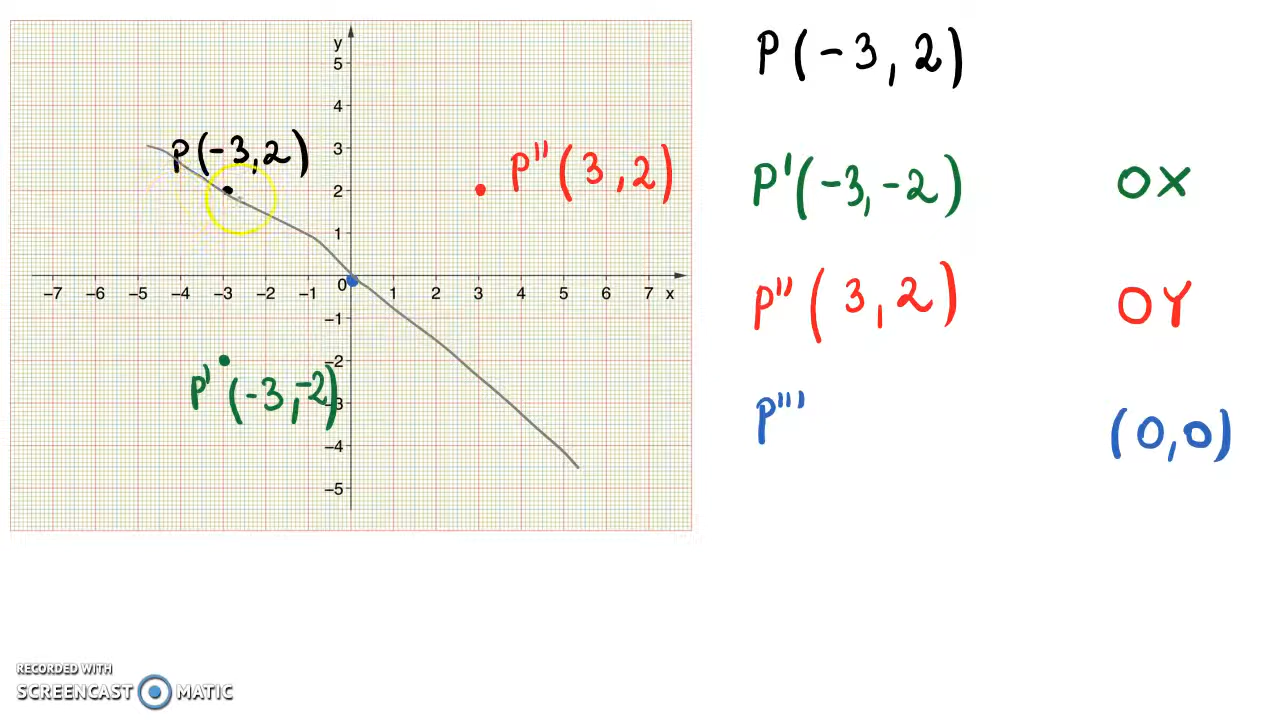 y
5
4
3
2
1
0
-7 -6 -5 -4 -3 -2 -1 1 2 3 4 5 6 7 x
-1
-2
-3
-4
-5
P(-3,2)
P''(3,2)
P'(-3,-2)
P(-3,2)
P'(-3,-2) OX
P''(3,2) OY
P''' (0,0)
RECORDED WITH
SCREENCAST MATIC